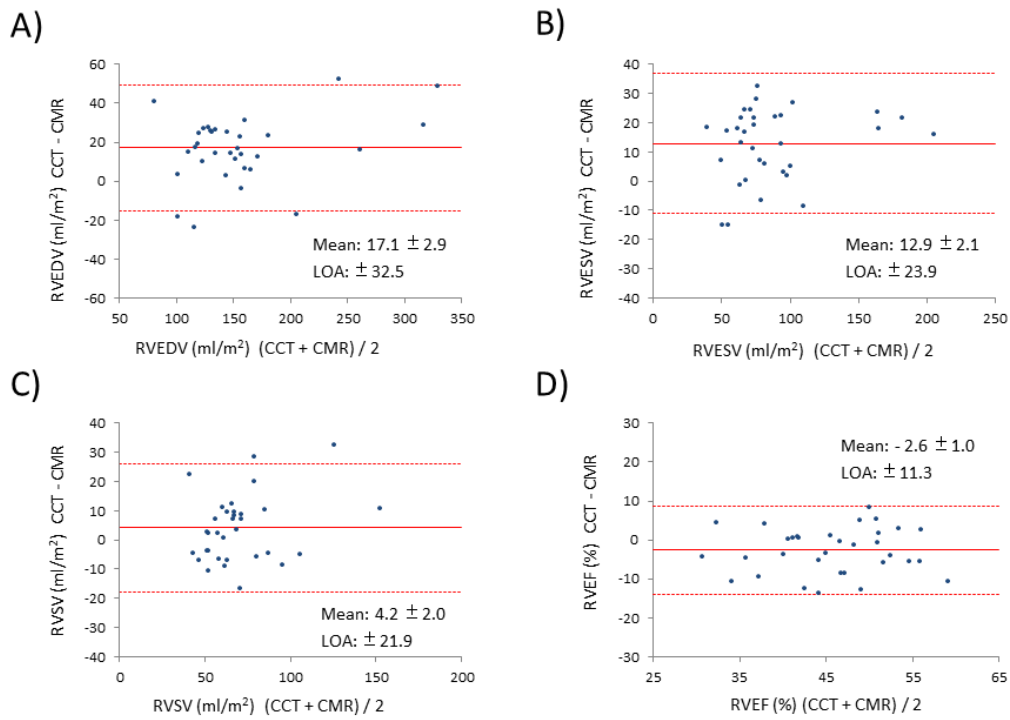 A)
RVEDV (ml/m²) CCT - CMR
60
40
20
0
-20
-40
-60
Mean: 17.1 ± 2.9
LOA: ± 32.5
50 100 150 200 250 300 350
RVEDV (ml/m²) (CCT + CMR) / 2
B)
RVESV (ml/m²) CCT - CMR
40
30
20
10
0
-10
-20
-30
-40
Mean: 12.9 ± 2.1
LOA: ± 23.9
0 50 100 150 200 250
RVESV (ml/m²) (CCT + CMR) / 2
C)
RVSV (ml/m²) CCT - CMR
40
30
20
10
0
-10
-20
-30
-40
Mean: 4.2 ± 2.0
LOA: ± 21.9
0 50 100 150 200
RVSV (ml/m²) (CCT + CMR) / 2
D)
RVEF (%) CCT - CMR
Mean: - 2.6 ± 1.0
LOA: ± 11.3
30
20
10
0
-10
-20
-30
25 35 45 55 65
RVEF (%) (CCT + CMR) / 2